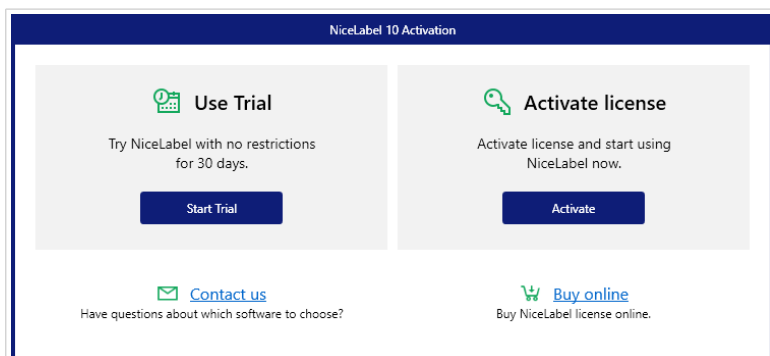 NiceLabel 10 Activation
Use Trial
Try NiceLabel with no restrictions
for 30 days.
Start Trial
Activate license
Activate license and start using
NiceLabel now.
Activate
Contact us
Have questions about which software to choose?
Buy online
Buy NiceLabel license online.